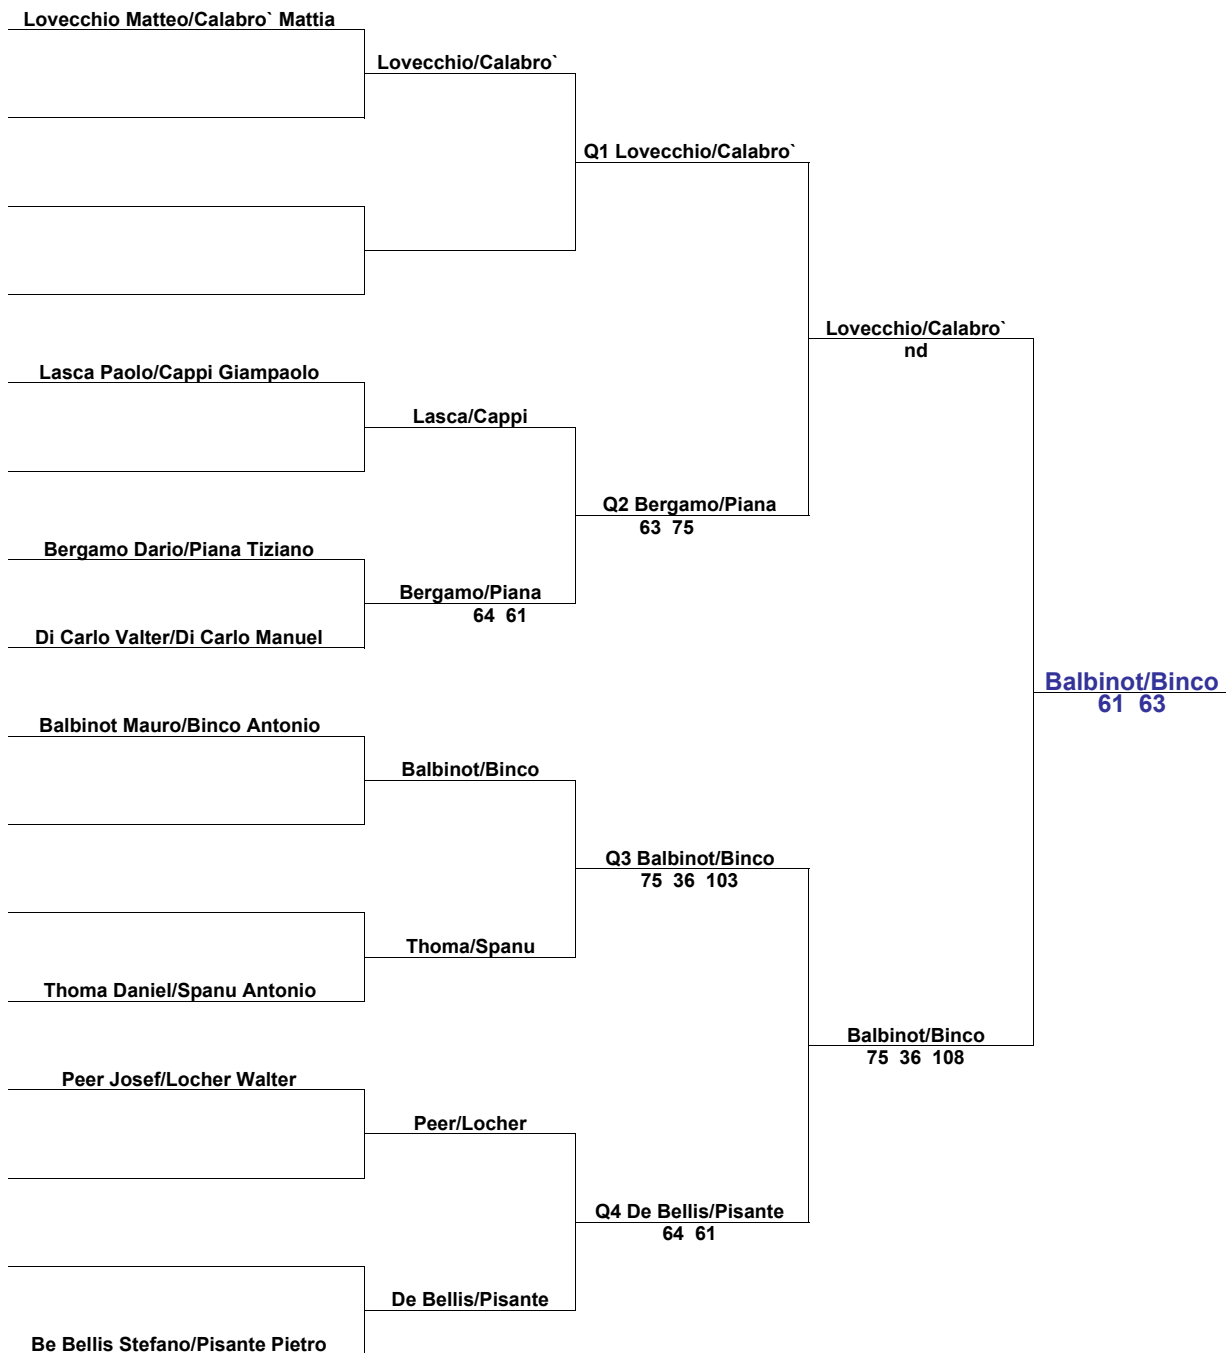 Lovecchio Matteo/Calabro` Mattia
Lovecchio/Calabro`
Q1 Lovecchio/Calabro`
Lovecchio/Calabro`
nd
Lasca Paolo/Cappi Giampaolo
Lasca/Cappi
Q2 Bergamo/Piana
63 75
Bergamo Dario/Piana Tiziano
Bergamo/Piana
64 61
Di Carlo Valter/Di Carlo Manuel
Balbinot/Binco
61 63
Balbinot Mauro/Binco Antonio
Balbinot/Binco
Q3 Balbinot/Binco
75 36 103
Thoma/Spanu
Thoma Daniel/Spanu Antonio
Balbinot/Binco
75 36 108
Peer Josef/Locher Walter
Peer/Locher
Q4 De Bellis/Pisante
64 61
De Bellis/Pisante
Be Bellis Stefano/Pisante Pietro